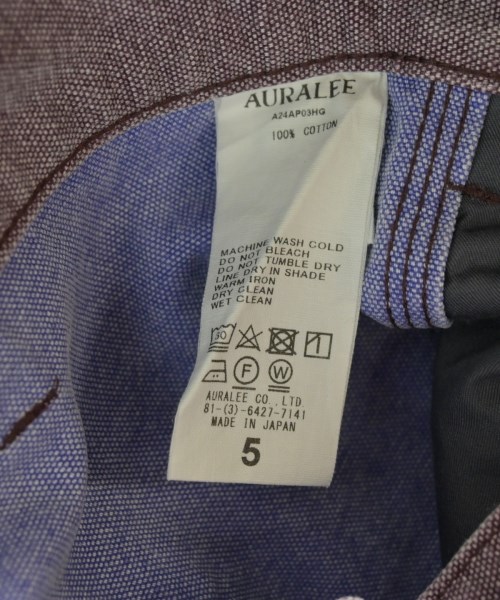 AURALEE
A24AP03HG
100% COTTON
MACHINE WASH COLD
DO NOT BLEACH
DO NOT TUMBLE DRY
LINE DRY IN SHADE
WARM IRON
DRY CLEAN
WET CLEAN
30
F W
AURALEE CO., LTD.
81-(3)-6427-7141
MADE IN JAPAN
5